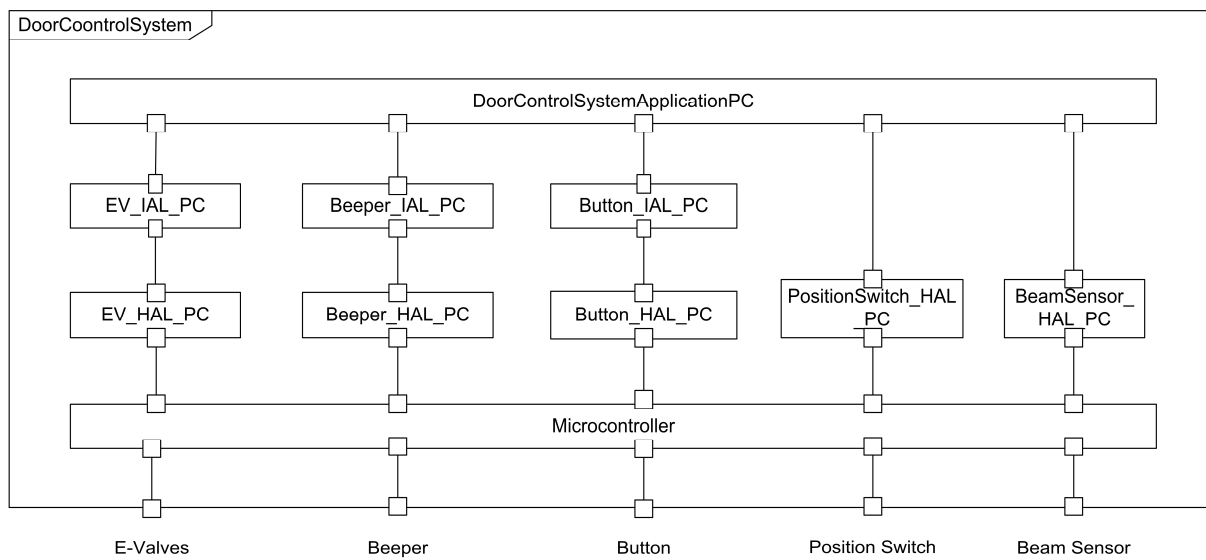 DoorCoontrolSystem
DoorControlSystemApplicationPC
EV_IAL_PC
Beeper_IAL_PC
Button_IAL_PC
EV_HAL_PC
Beeper_HAL_PC
Button_HAL_PC
PositionSwitch_HAL
_PC
BeamSensor_
HAL_PC
Microcontroller
E-Valves
Beeper
Button
Position Switch
Beam Sensor